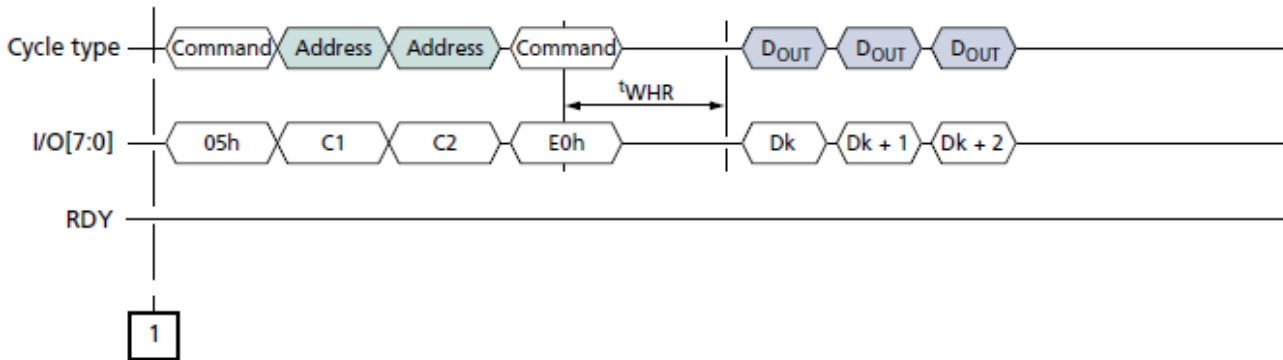 Cycle type Command Address Address Command DOUT DOUT DOUT
tWHR
I/O[7:0] 05h C1 C2 E0h Dk Dk + 1 Dk + 2
RDY
1